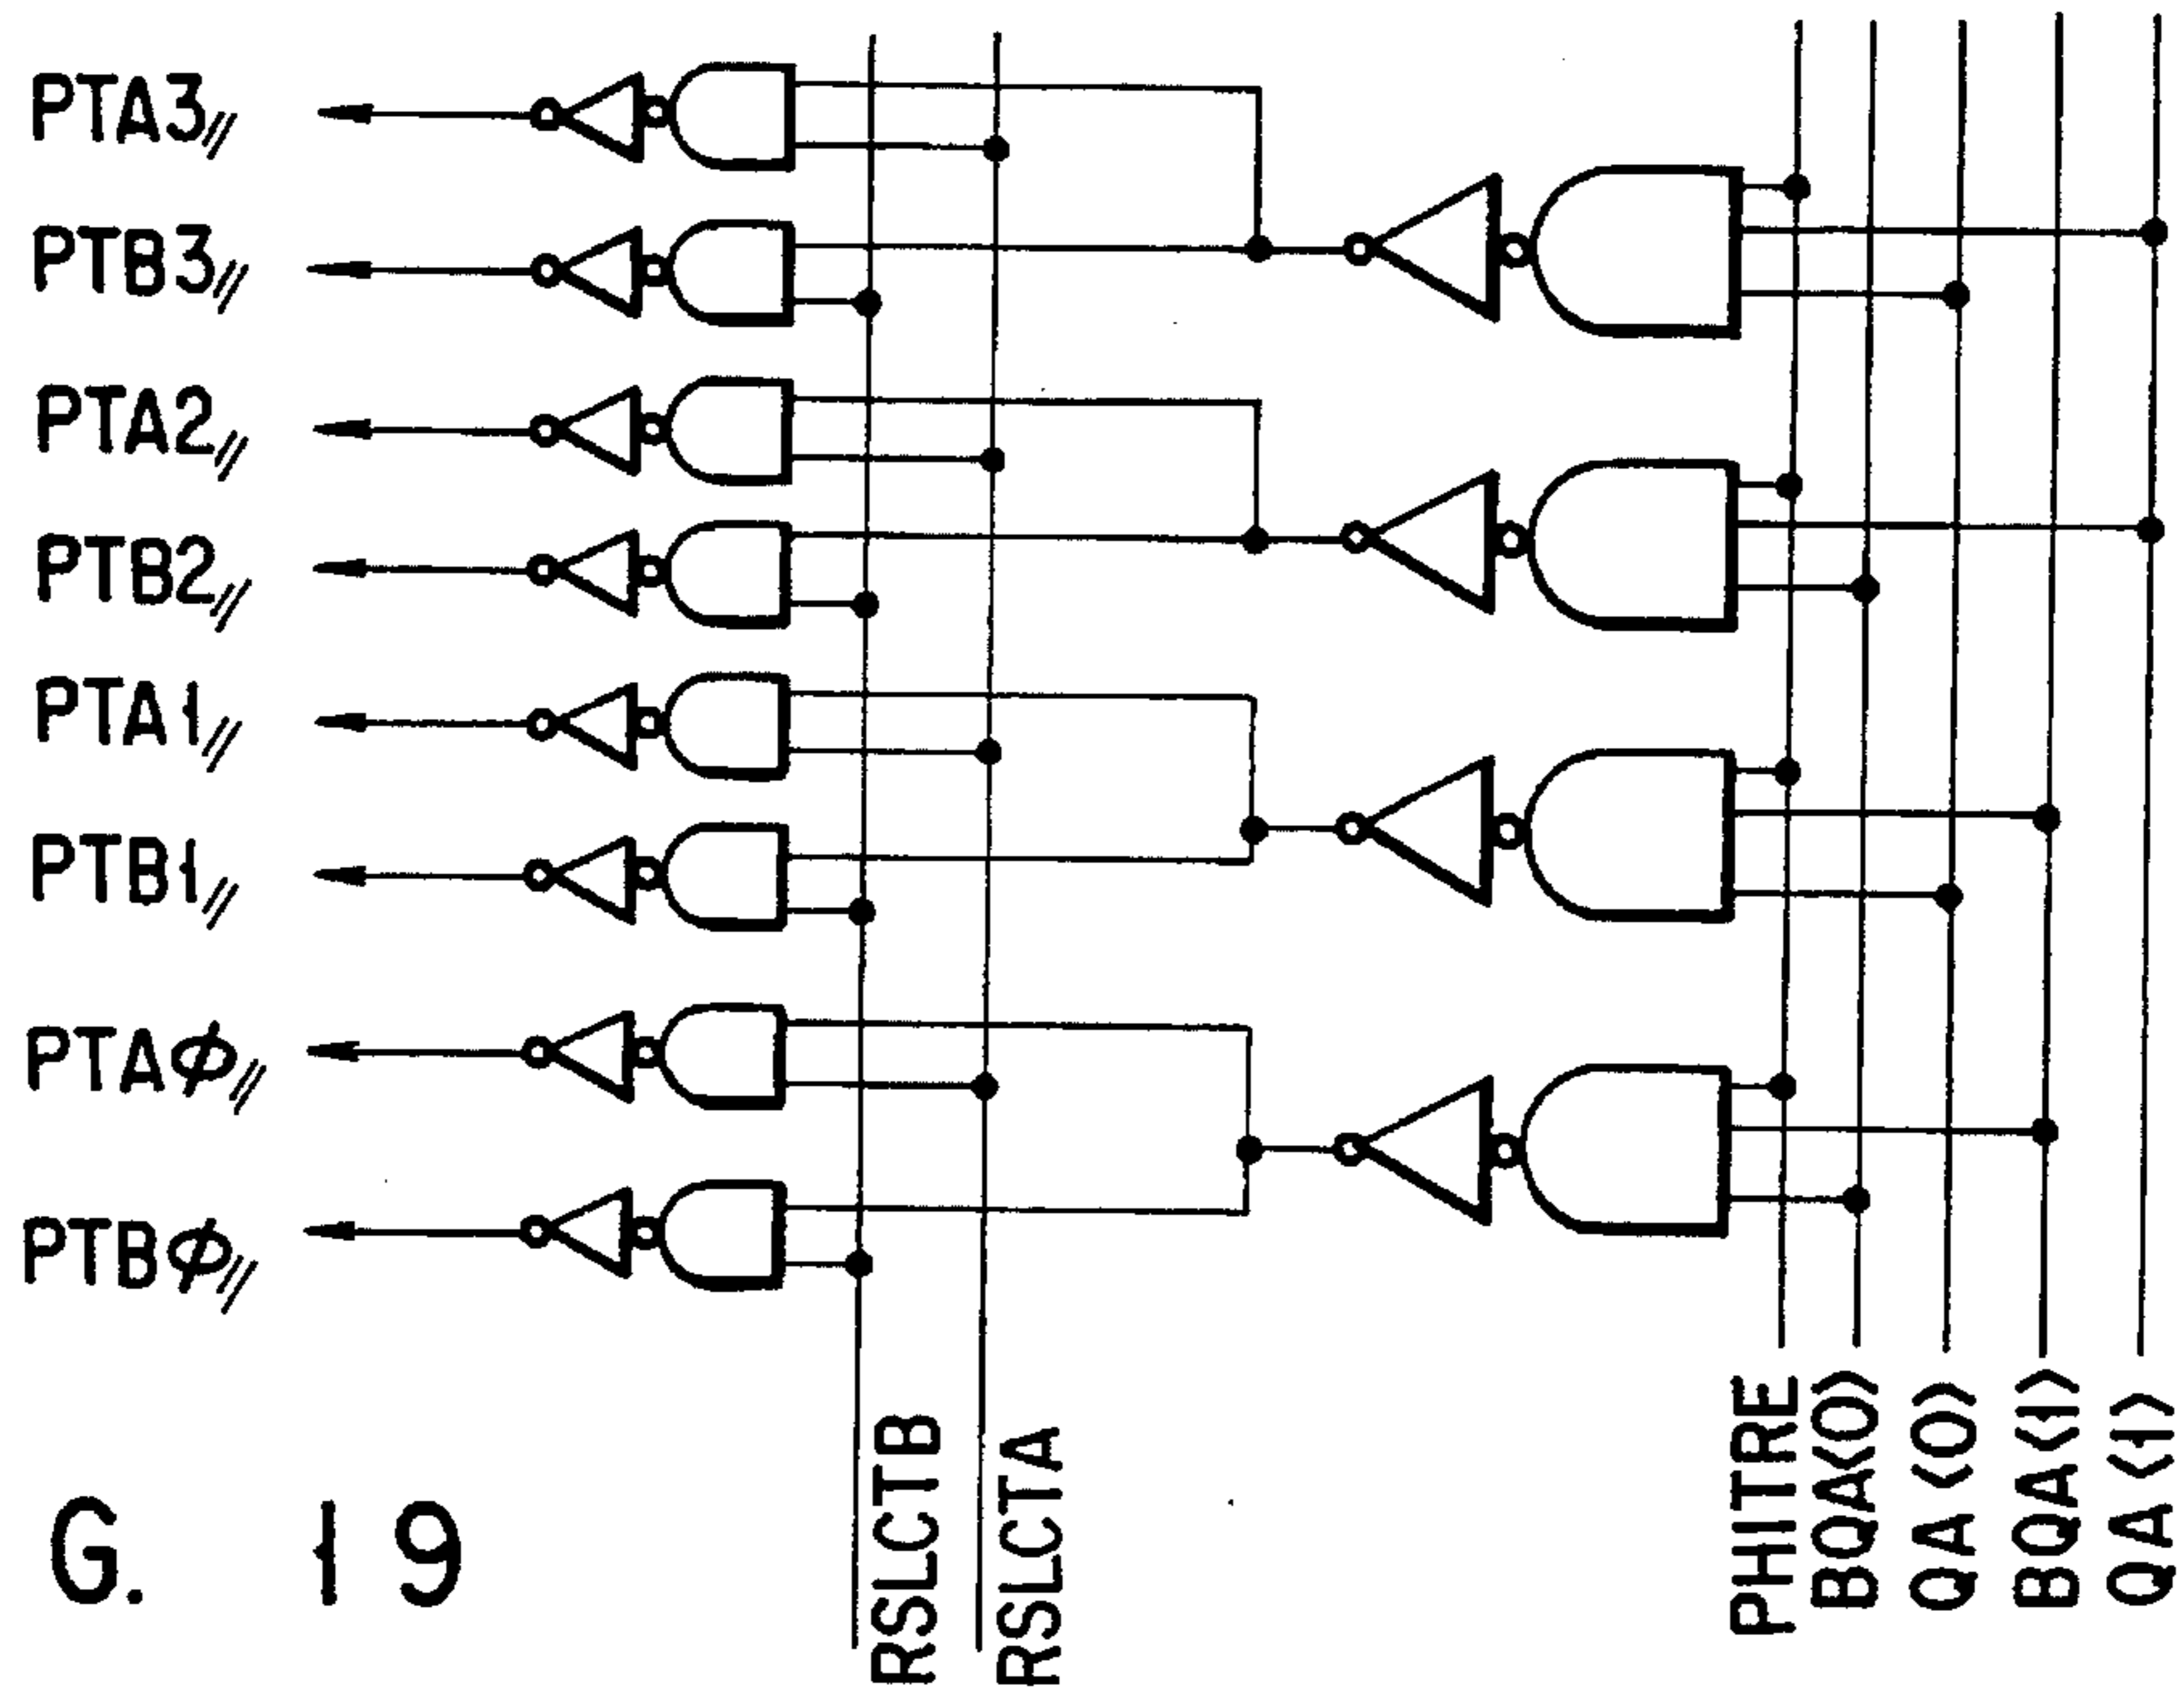 PTA3//
PTB3//
PTA2//
PTB2//
PTA1//
PTB1//
PTAϕ//
PTBϕ//
RSLCTB
RSLCTA
PHITRE
BQA<0>
QA<0>
BQA<1>
QA<1>
G. 19